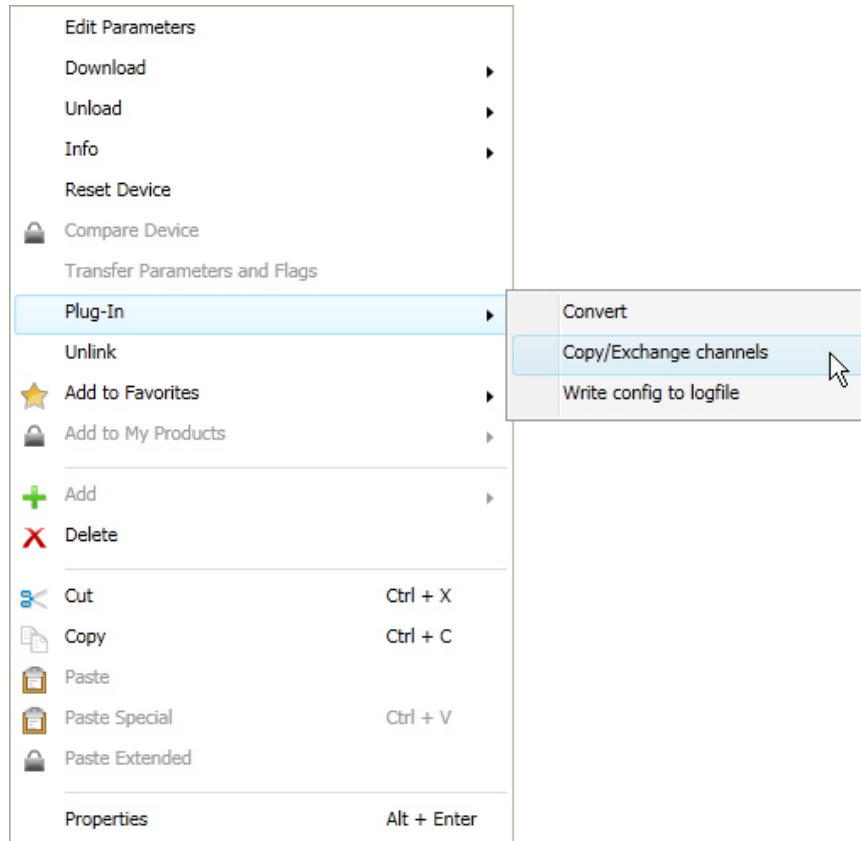 Edit Parameters
Download
Unload
Info
Reset Device
Compare Device
Transfer Parameters and Flags
Plug-In
Convert
Unlink
Copy/Exchange channels
Add to Favorites
Write config to logfile
Add to My Products
Add
Delete
Cut Ctrl + X
Copy Ctrl + C
Paste
Paste Special Ctrl + V
Paste Extended
Properties Alt + Enter